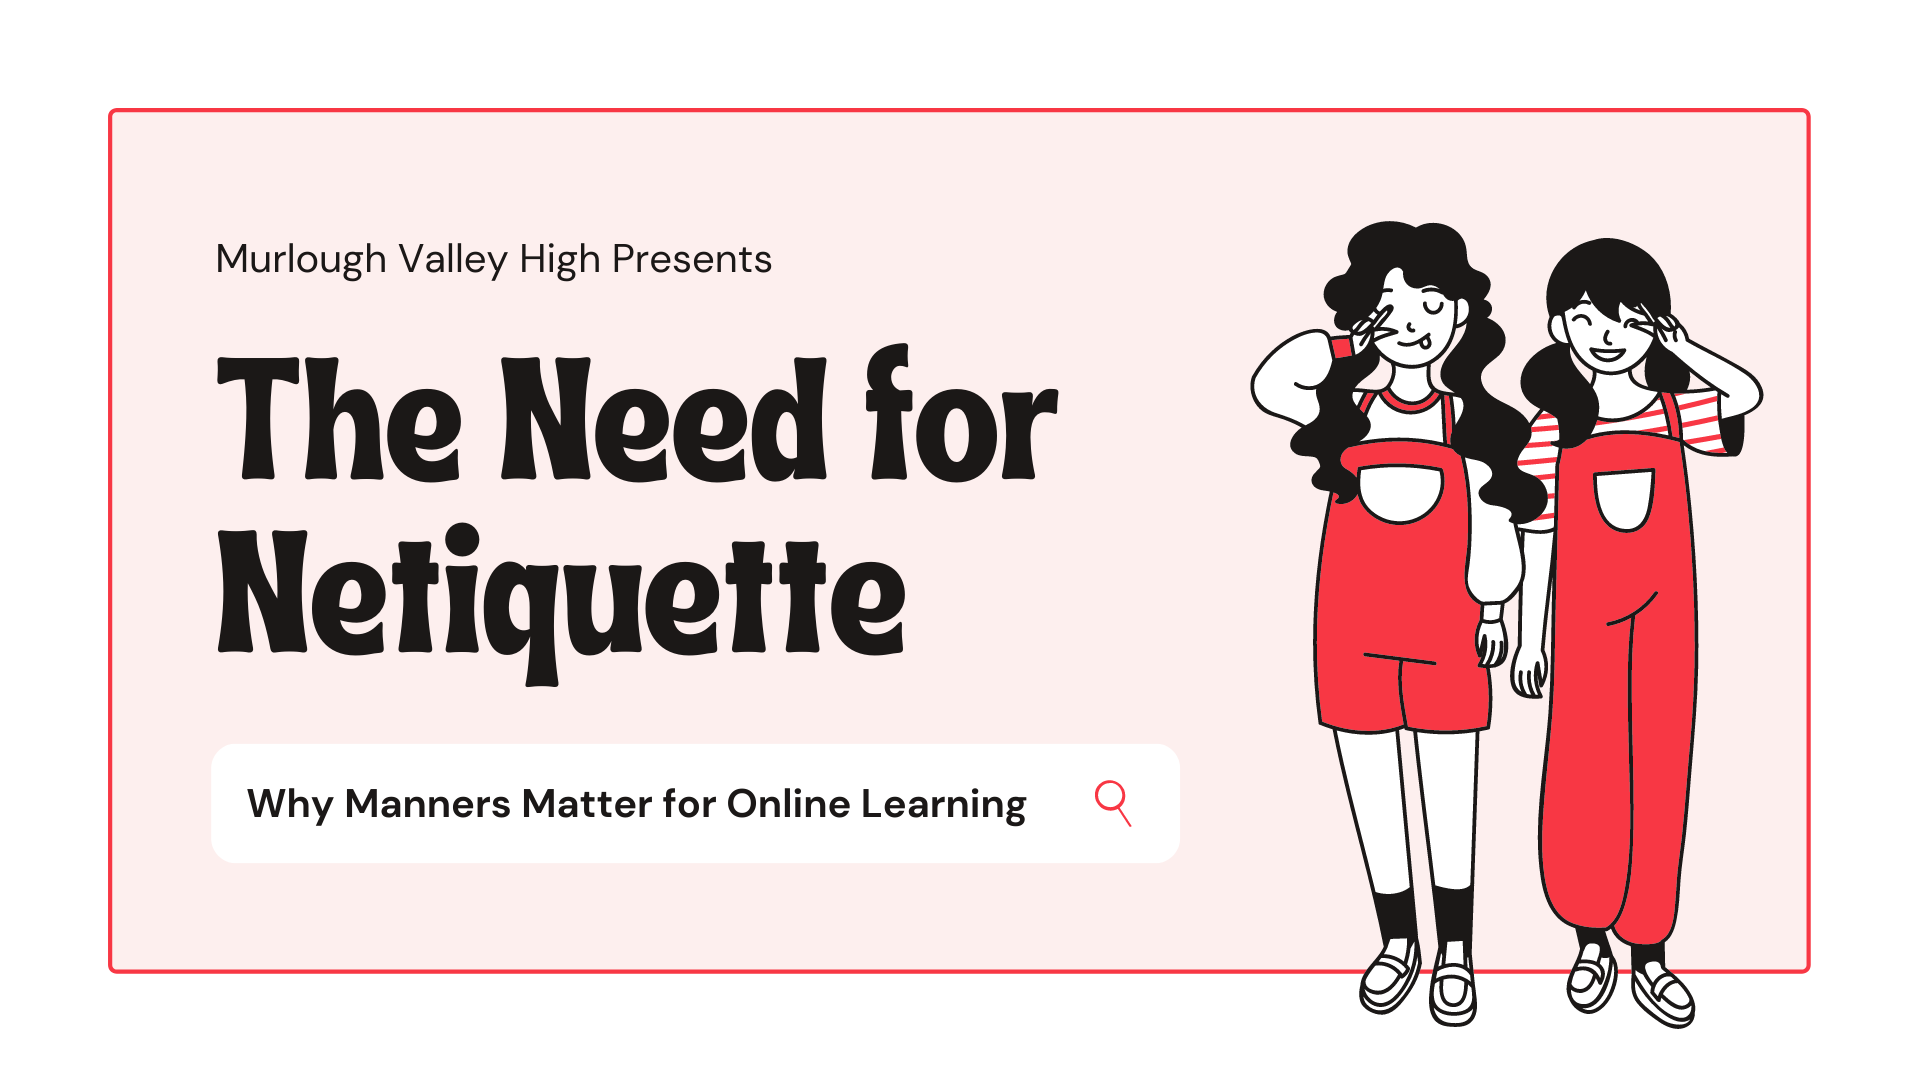 Murlough Valley High Presents
The Need for
Netiquette
Why Manners Matter for Online Learning